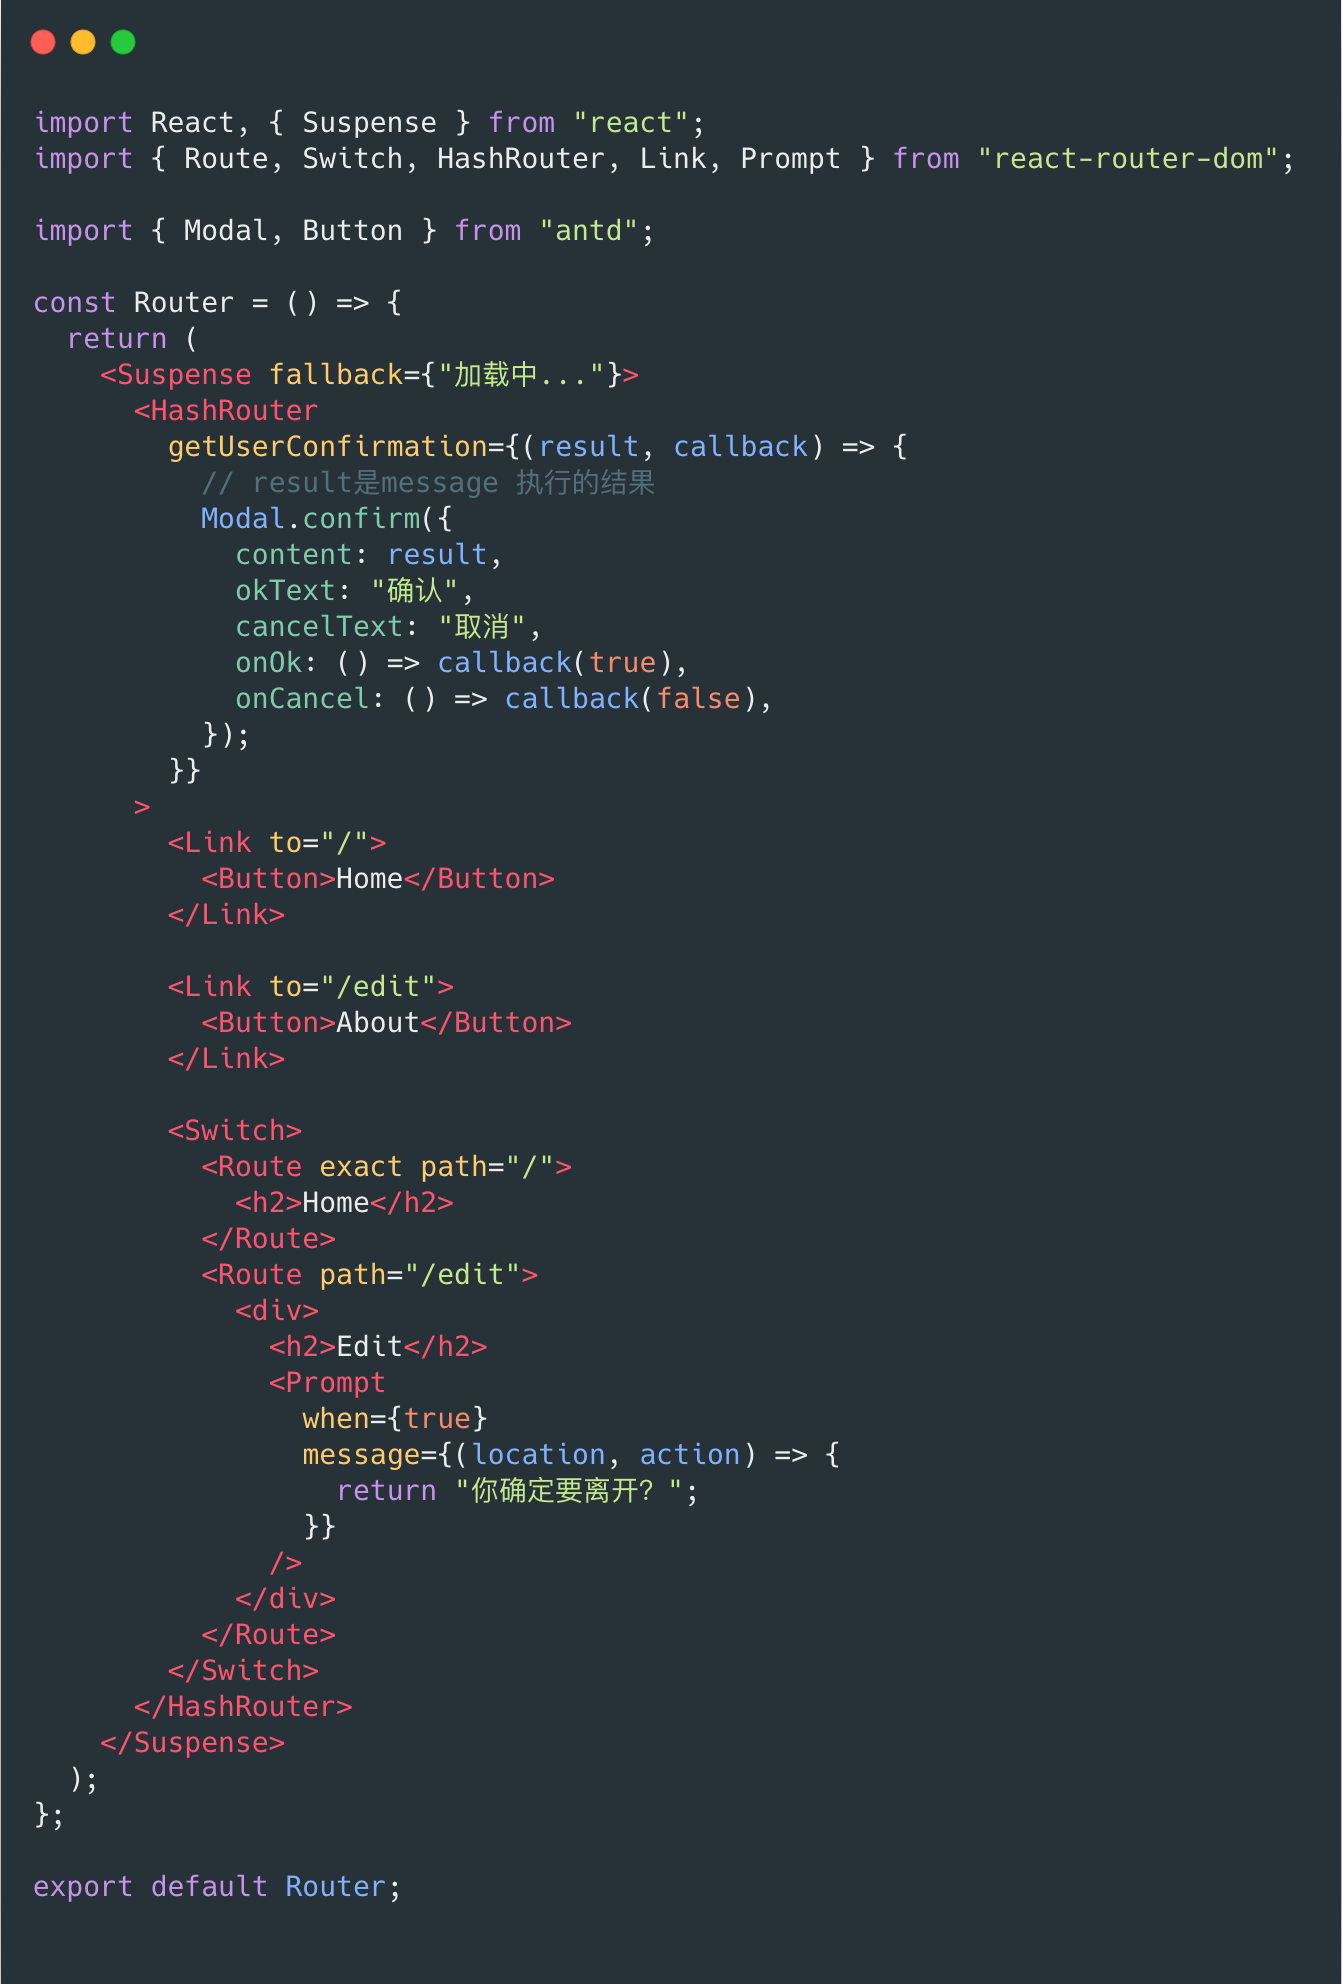 import React, { Suspense } from "react";
import { Route, Switch, HashRouter, Link, Prompt } from "react-router-dom";

import { Modal, Button } from "antd";

const Router = () => {
  return (
    <Suspense fallback={"加载中..."}>
      <HashRouter
        getUserConfirmation={(result, callback) => {
          // result是message 执行的结果
          Modal.confirm({
            content: result,
            okText: "确认",
            cancelText: "取消",
            onOk: () => callback(true),
            onCancel: () => callback(false),
          });
        }}
      >
        <Link to="/">
          <Button>Home</Button>
        </Link>

        <Link to="/edit">
          <Button>About</Button>
        </Link>

        <Switch>
          <Route exact path="/">
            <h2>Home</h2>
          </Route>
          <Route path="/edit">
            <div>
              <h2>Edit</h2>
              <Prompt
                when={true}
                message={(location, action) => {
                  return "你确定要离开？";
                }}
              />
            </div>
          </Route>
        </Switch>
      </HashRouter>
    </Suspense>
  );
};

export default Router;